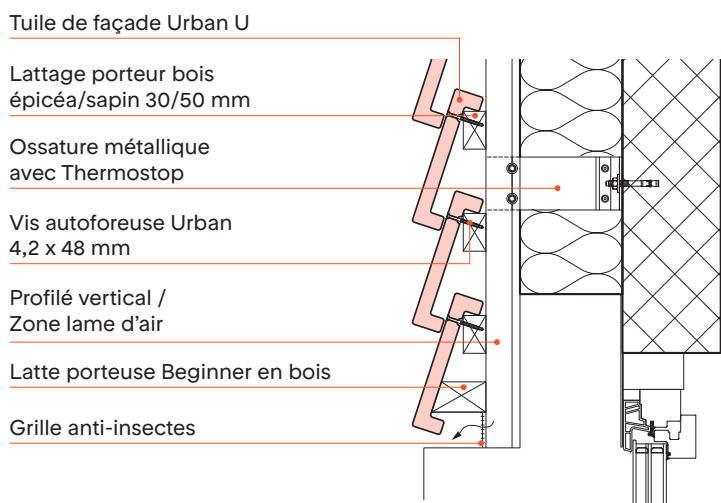 Tuile de façade Urban U
Lattage porteur bois
épicéa/sapin 30/50 mm
Ossature métallique
avec Thermostop
Vis autoforeuse Urban
4,2 x 48 mm
Profilé vertical /
Zone lame d'air
Latte porteuse Beginner en bois
Grille anti-insectes